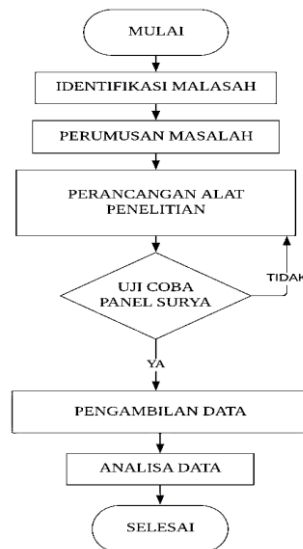 MULAI
IDENTIFIKASI MALASAH
PERUMUSAN MASALAH
PERANCANGAN ALAT
PENELITIAN
UJI COBA
PANEL SURYA
TIDAK
YA
PENGAMBILAN DATA
ANALISA DATA
SELESAI